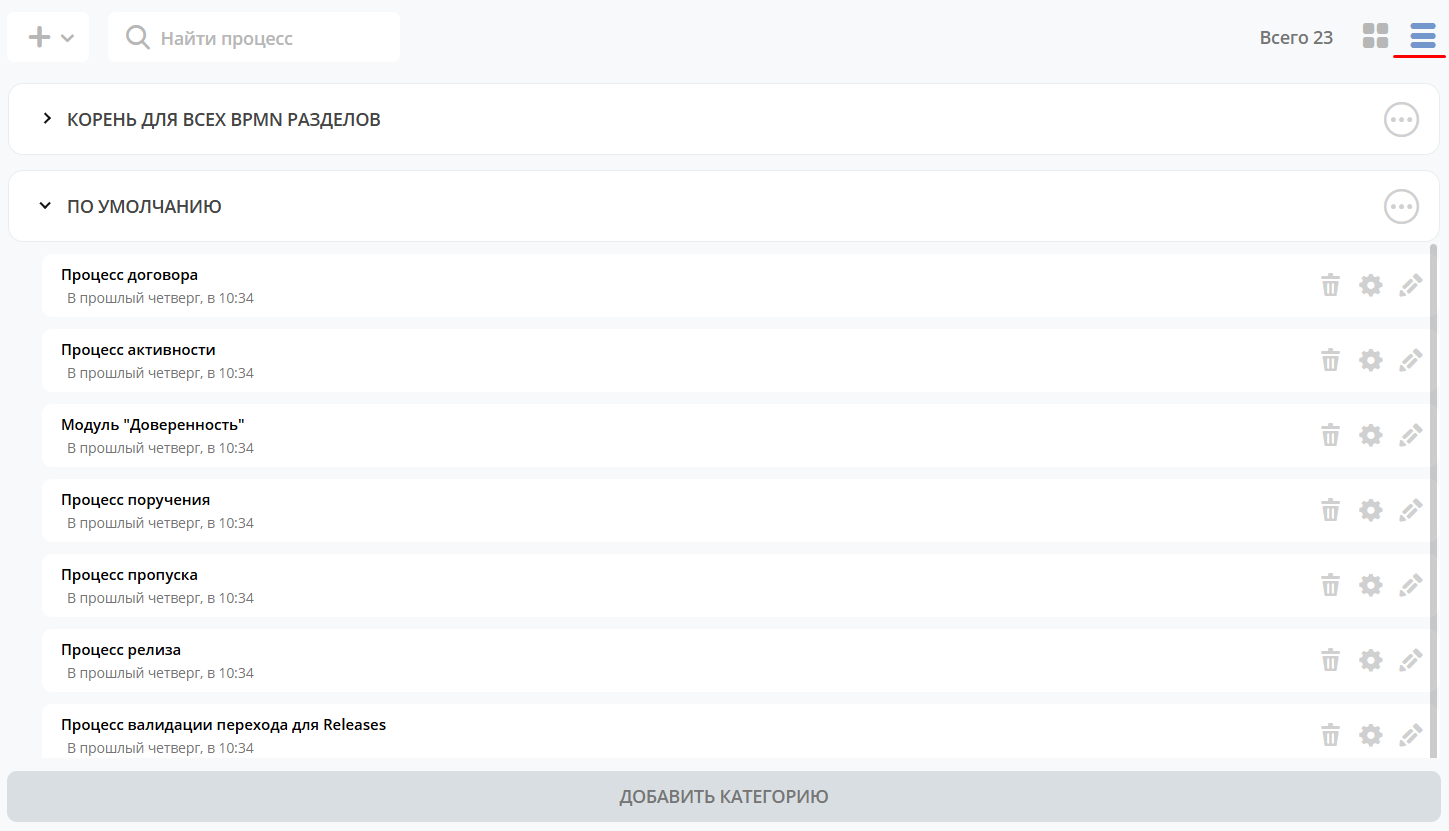 Найти процесс
Всего 23
КОРЕНЬ ДЛЯ ВСЕХ BPMN РАЗДЕЛОВ
ПО УМОЛЧАНИЮ
Процесс договора
В прошлый четверг, в 10:34
Процесс активности
В прошлый четверг, в 10:34
Модуль "Доверенность"
В прошлый четверг, в 10:34
Процесс поручения
В прошлый четверг, в 10:34
Процесс пропуска
В прошлый четверг, в 10:34
Процесс релиза
В прошлый четверг, в 10:34
Процесс валидации перехода для Releases
В прошлый четверг, в 10:34
ДОБАВИТЬ КАТЕГОРИЮ